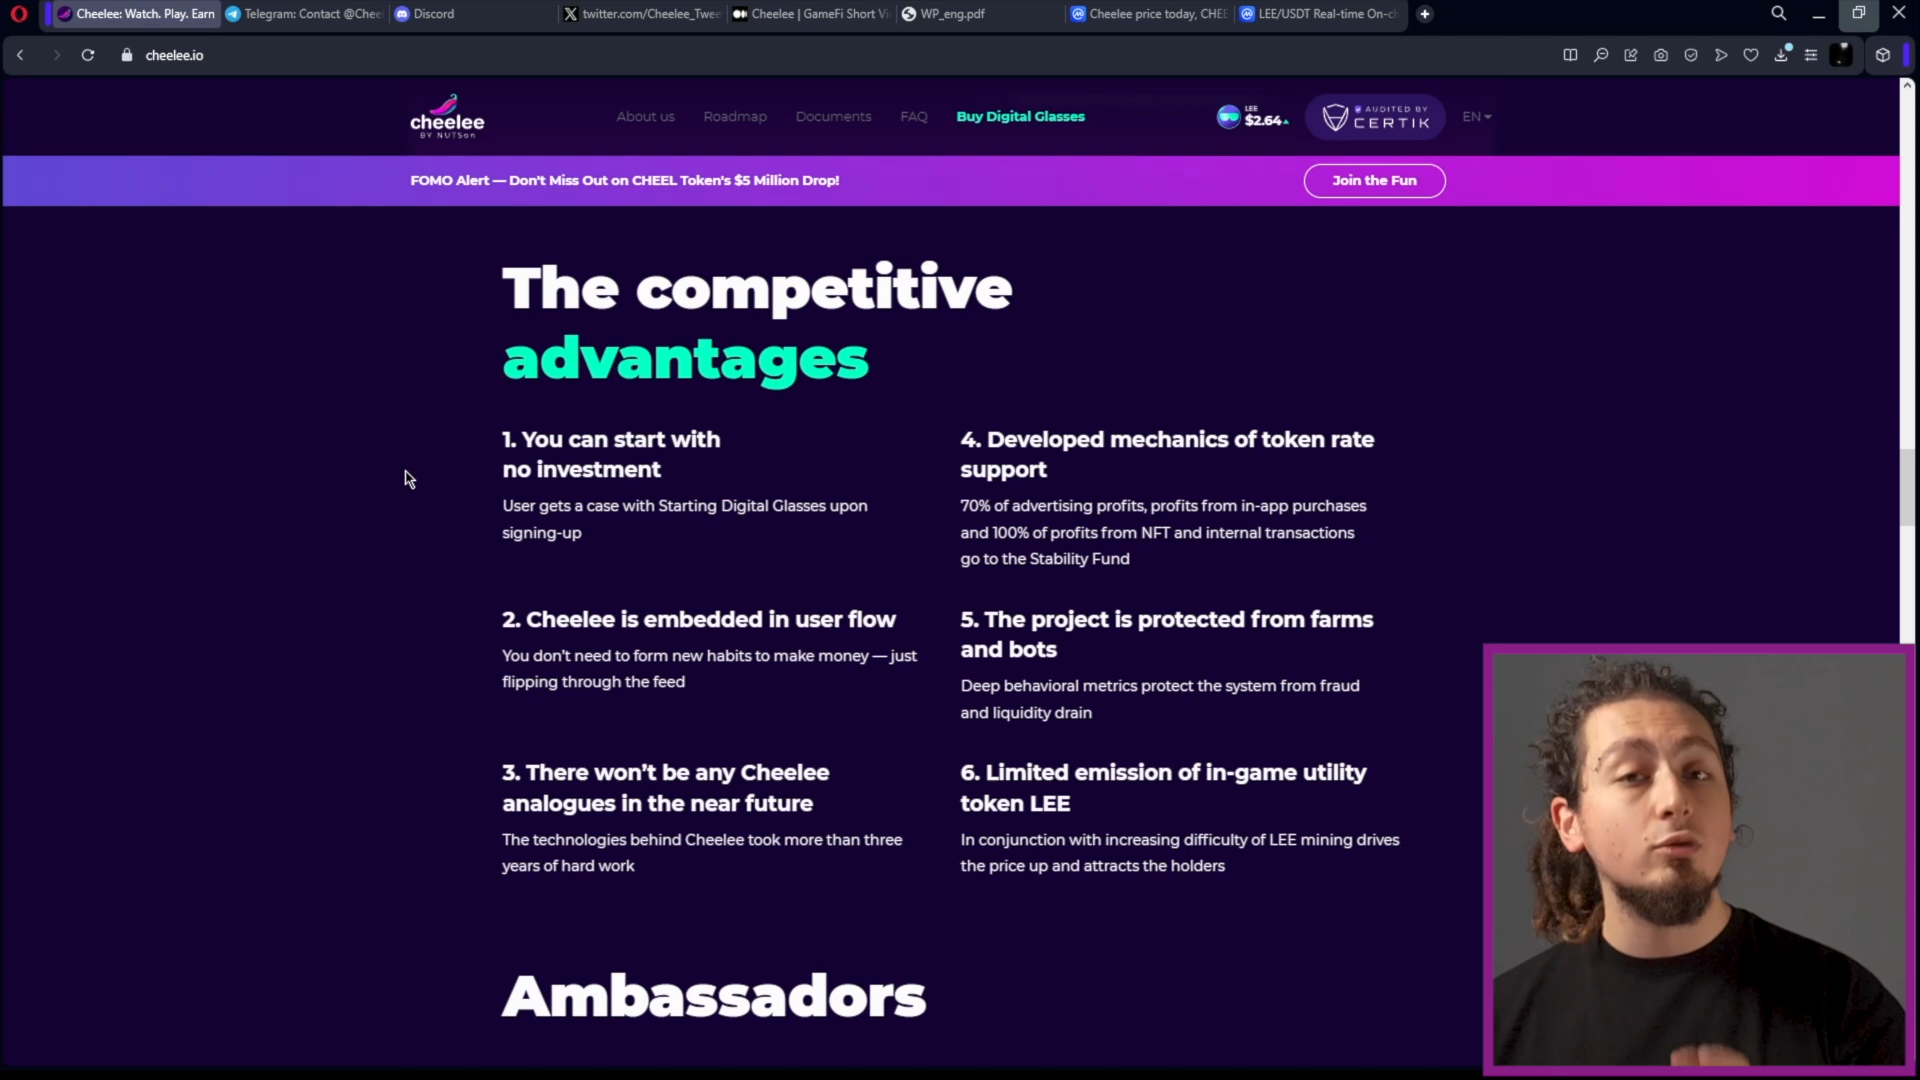 Cheelee: Watch. Play. Earn
Telegram: Contact @Chee
Discord
twitter.com/Cheelee_Twee
Cheelee | GameFi Short Vi
WP_eng.pdf
Cheelee price today, CHEE
LEE/USDT Real-time On-c
cheelee.io
cheelee
BY NUTSon
About us
Roadmap
Documents
FAQ
Buy Digital Glasses
LEE
$2.64
AUDITED BY
CERTIK
EN
FOMO Alert — Don't Miss Out on CHEEL Token's $5 Million Drop!
Join the Fun
The competitive
advantages
1. You can start with
no investment
User gets a case with Starting Digital Glasses upon
signing-up
2. Cheelee is embedded in user flow
You don’t need to form new habits to make money — just
flipping through the feed
3. There won’t be any Cheelee
analogues in the near future
The technologies behind Cheelee took more than three
years of hard work
4. Developed mechanics of token rate
support
70% of advertising profits, profits from in-app purchases
and 100% of profits from NFT and internal transactions
go to the Stability Fund
5. The project is protected from farms
and bots
Deep behavioral metrics protect the system from fraud
and liquidity drain
6. Limited emission of in-game utility
token LEE
In conjunction with increasing difficulty of LEE mining drives
the price up and attracts the holders
Ambassadors